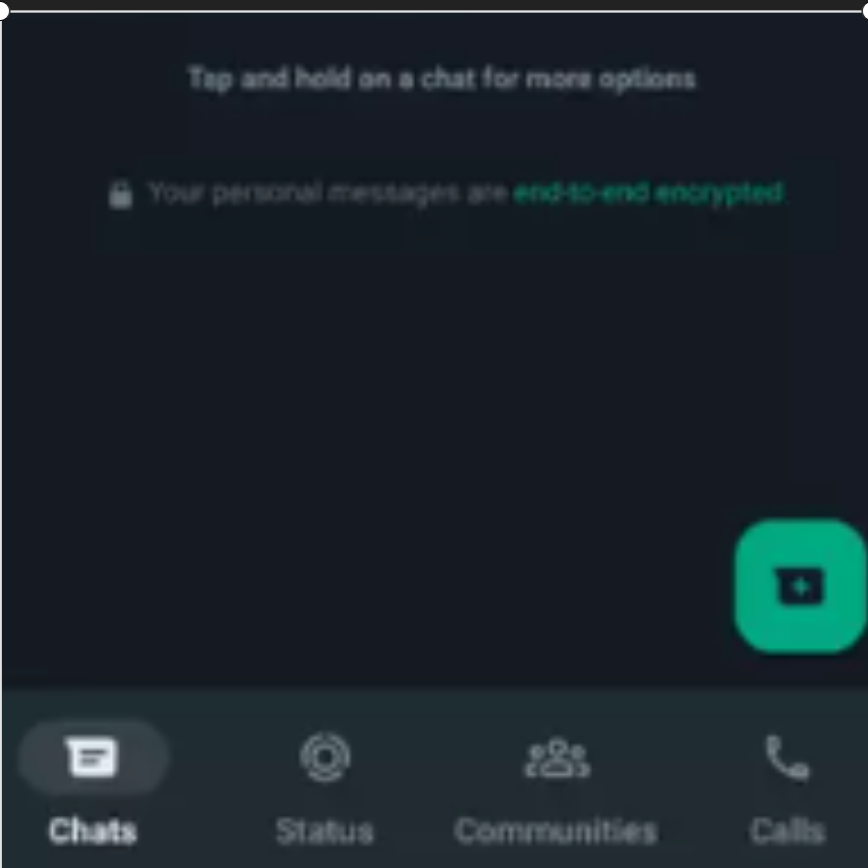 Tap and hold on a chat for more options
Your personal messages are end-to-end encrypted
Chats
Status
Communities
Calls